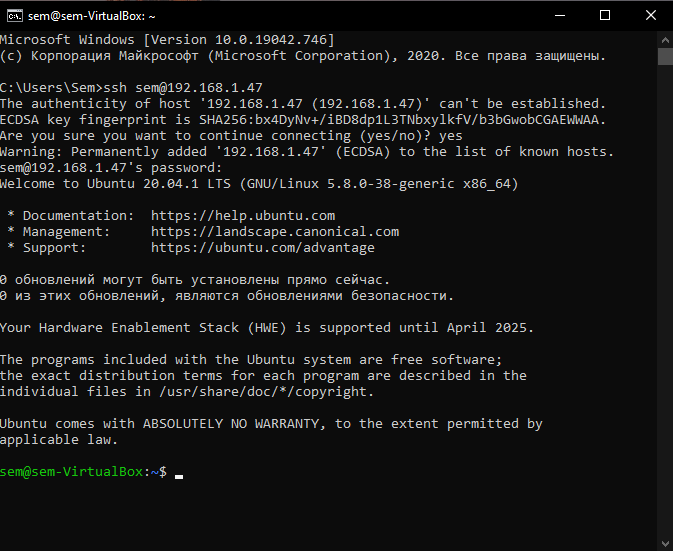 sem@sem-VirtualBox: ~
Microsoft Windows [Version 10.0.19042.746]
(c) Корпорация Майкрософт (Microsoft Corporation), 2020. Все права защищены.
C:\Users\Sem>ssh sem@192.168.1.47
The authenticity of host '192.168.1.47 (192.168.1.47)' can't be established.
ECDSA key fingerprint is SHA256:bx4DyNv+/iBD8dp1L3TNbxylkfV/b3bGwobCGAEWWAA.
Are you sure you want to continue connecting (yes/no)? yes
Warning: Permanently added '192.168.1.47' (ECDSA) to the list of known hosts.
sem@192.168.1.47's password:
Welcome to Ubuntu 20.04.1 LTS (GNU/Linux 5.8.0-38-generic x86_64)
* Documentation:  https://help.ubuntu.com
* Management:     https://landscape.canonical.com
* Support:        https://ubuntu.com/advantage
0 обновлений могут быть установлены прямо сейчас.
0 из этих обновлений, являются обновлениями безопасности.
Your Hardware Enablement Stack (HWE) is supported until April 2025.
The programs included with the Ubuntu system are free software;
the exact distribution terms for each program are described in the
individual files in /usr/share/doc/*/copyright.
Ubuntu comes with ABSOLUTELY NO WARRANTY, to the extent permitted by
applicable law.
sem@sem-VirtualBox:~$